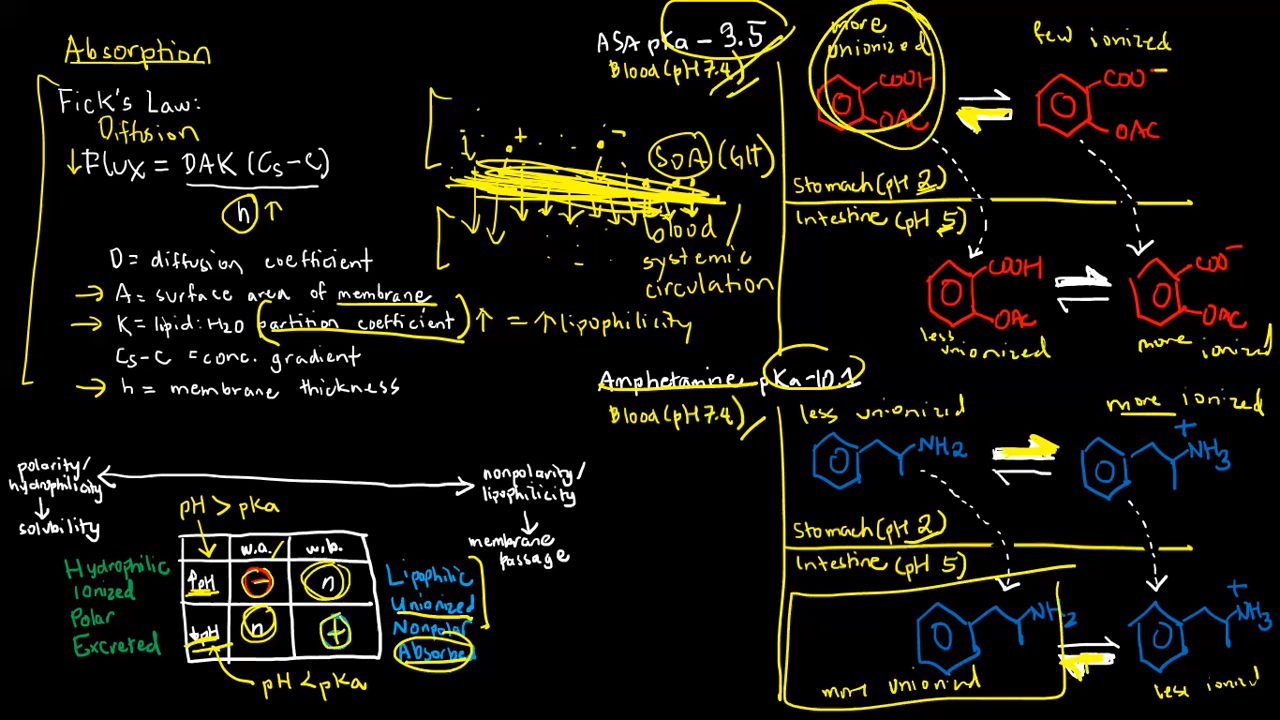 Absorption
Fick's Law:
Diffusion
↓Flux = DAK (Cs-C)
h ↑
D = diffusion coefficient
→ A = surface area of membrane
→ K = lipid:H2O (partition coefficient) ↑ = ↑lipophilicity
Cs-C = conc. gradient
→ h = membrane thickness
SOA (GIT)
blood/
systemic
circulation
polarity/
hydrophilicity
solubility
nonpolarity/
lipophilicity
membrane
passage
pH > pKa
w.a. w.b.
↑pH - n
↓pH n +
pH < pKa
Hydrophilic
Ionized
Polar
Excreted
Lipophilic
Unionized
Nonpolar
Absorbed
ASA pKa - 3.5
Blood (pH 7.4)
more
unionized
COOH
OAC
few ionized
COO-
OAC
Stomach (pH 2)
Intestine (pH 5)
COOH
OAC
less
unionized
COO-
OAC
more ionized
Amphetamine pKa-10.1
Blood (pH 7.4)
less unionized
NH2
more ionized
+
NH3
Stomach (pH 2)
Intestine (pH 5)
NH2
more unionized
+
NH3
less ionized